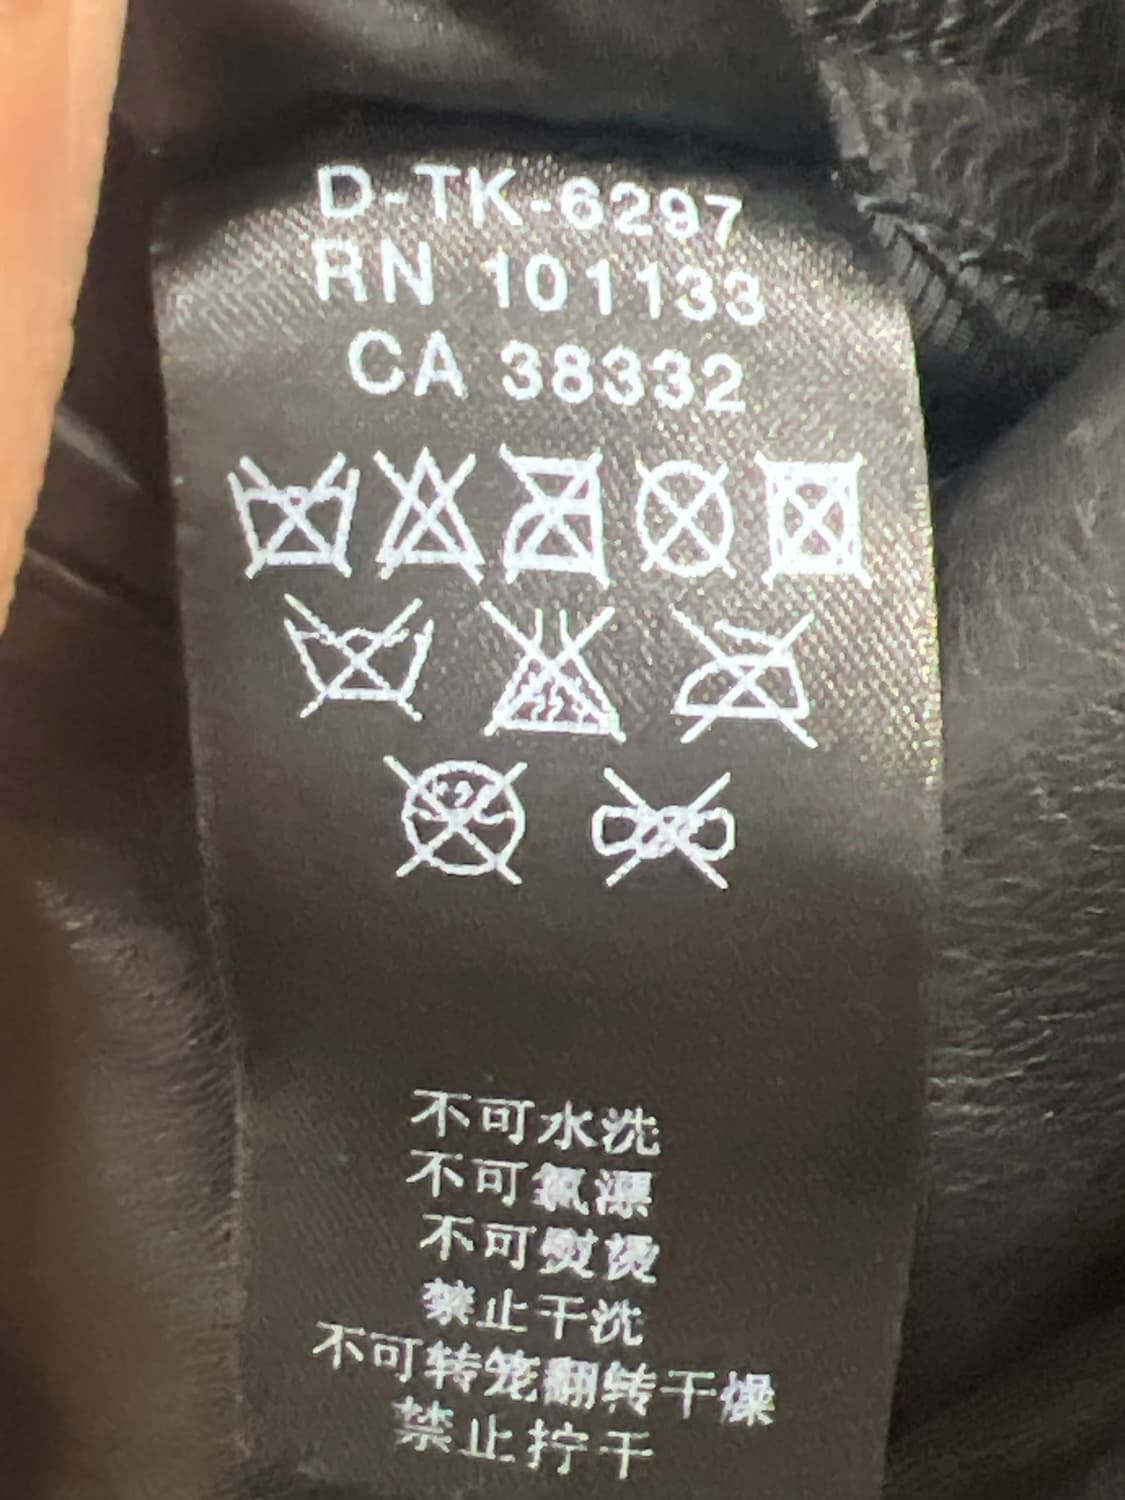 D-TK-6297
RN 101133
CA 38332
不可水洗
不可氯漂
不可熨烫
禁止干洗
不可转笼翻转干燥
禁止拧干